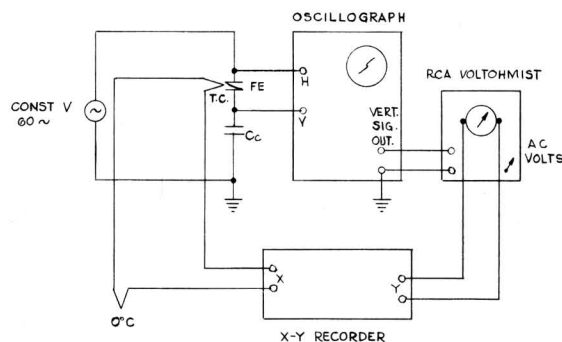 OSCILLOGRAPH
RCA VOLTOHMIST
CONST V
60 ~
T.C.
FE
H
Y
Cc
VERT.
SIG.
OUT.
AC
VOLTS
X
Y
0°C
X-Y RECORDER